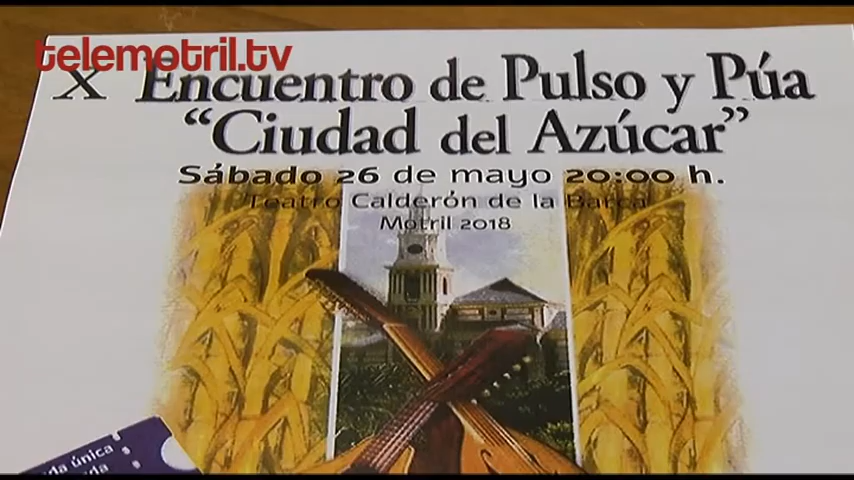 telemotril.tv
X Encuentro de Pulso y Púa
“Ciudad del Azúcar”
Sábado 26 de mayo 20:00 h.
Teatro Calderón de la Barca
Motril 2018
única